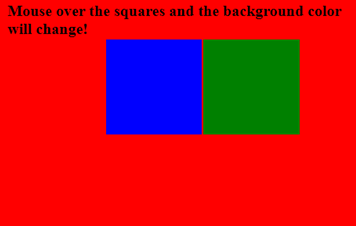 Mouse over the squares and the background color
will change!